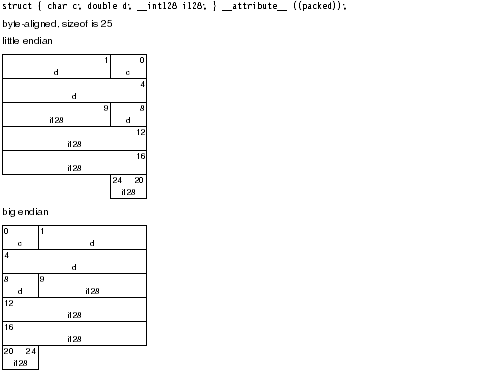 struct { char c; double d; __int128 i128; } __attribute__ ((packed));
byte-aligned, sizeof is 25
little endian
1 0
d c
4
d
9 8
i128 d
12
i128
16
i128
24 20
i128
big endian
0 1
c d
4
d
8 9
d i128
12
i128
16
i128
20 24
i128